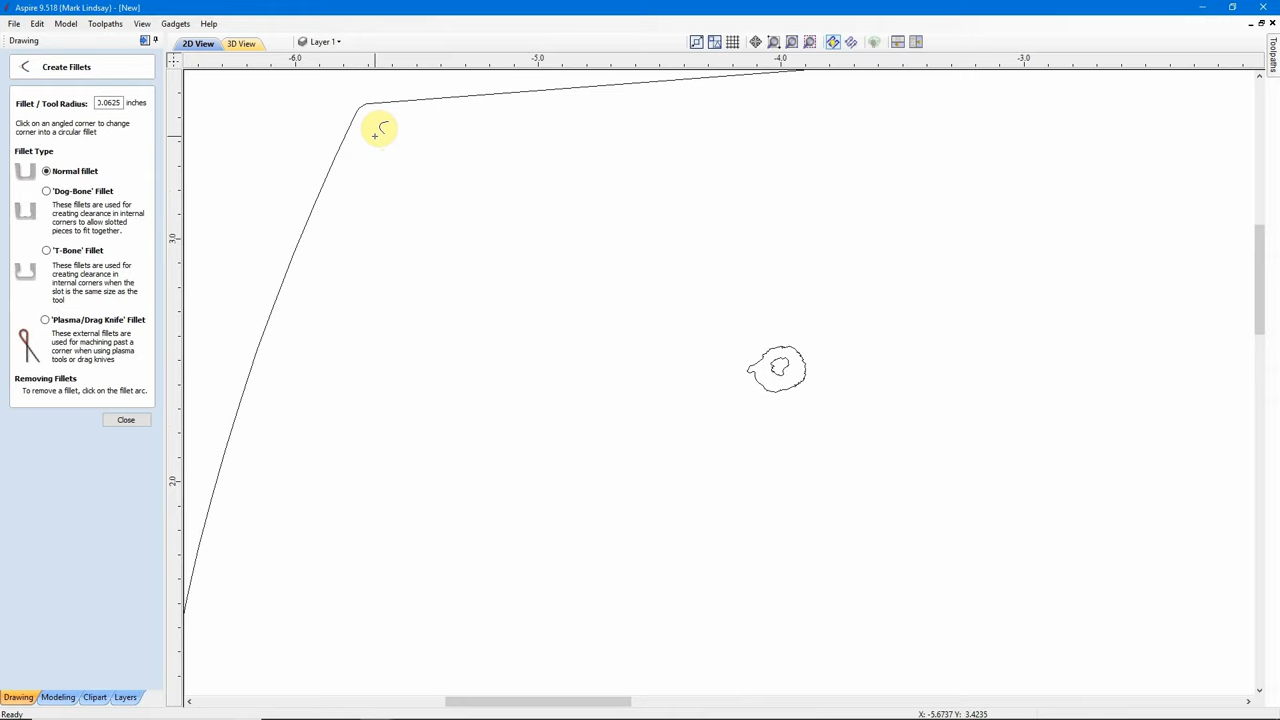 Aspire 9.518 (Mark Lindsay) - [New]
File Edit Model Toolpaths View Gadgets Help
Drawing
2D View 3D View Layer 1
Create Fillets
-6.0 -5.0 -4.0 -3.0
Fillet / Tool Radius: 0.0625 inches
Click on an angled corner to change
corner into a circular fillet
Fillet Type
Normal fillet
'Dog-Bone' Fillet
These fillets are used for
creating clearance in internal
corners to allow slotted
pieces to fit together.
'T-Bone' Fillet
These fillets are used for
creating clearance in
internal corners when the
slot is the same size as the
tool
'Plasma/Drag Knife' Fillet
These external fillets are
used for machining past a
corner when using plasma
tools or drag knives
Removing Fillets
To remove a fillet, click on the fillet arc.
Close
3.0
2.0
Toolpaths
Drawing Modeling Clipart Layers
Ready
X: -5.6737 Y: 3.4235